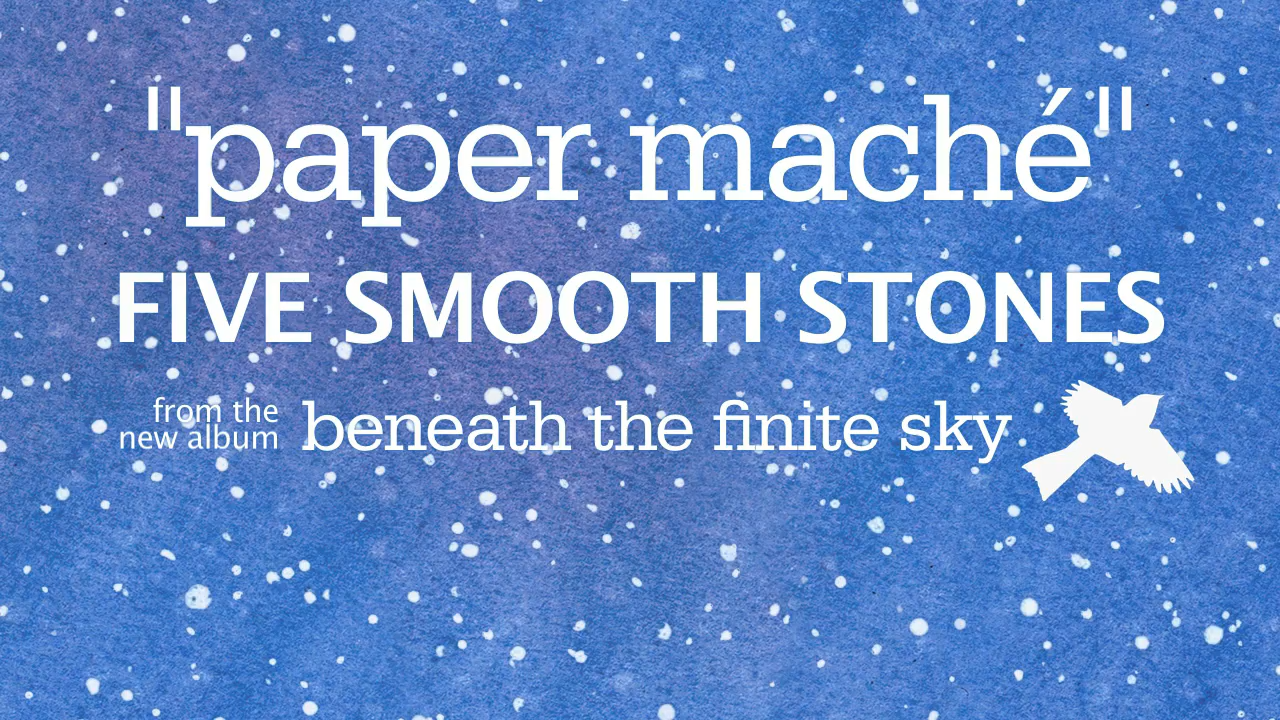 "paper maché"
FIVE SMOOTH STONES
from the
new album
beneath the finite sky